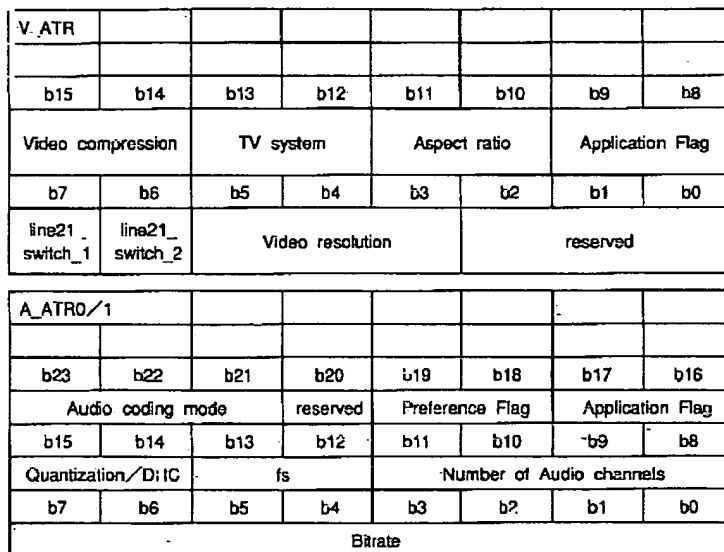 V_ATR
b15 b14 b13 b12 b11 b10 b9 b8
Video compression TV system Aspect ratio Application Flag
b7 b6 b5 b4 b3 b2 b1 b0
line21_ line21_
switch_1 switch_2 Video resolution reserved
A_ATR0/1
b23 b22 b21 b20 b19 b18 b17 b16
Audio coding mode reserved Preference Flag Application Flag
b15 b14 b13 b12 b11 b10 b9 b8
Quantization/DRC fs Number of Audio channels
b7 b6 b5 b4 b3 b2 b1 b0
Bitrate